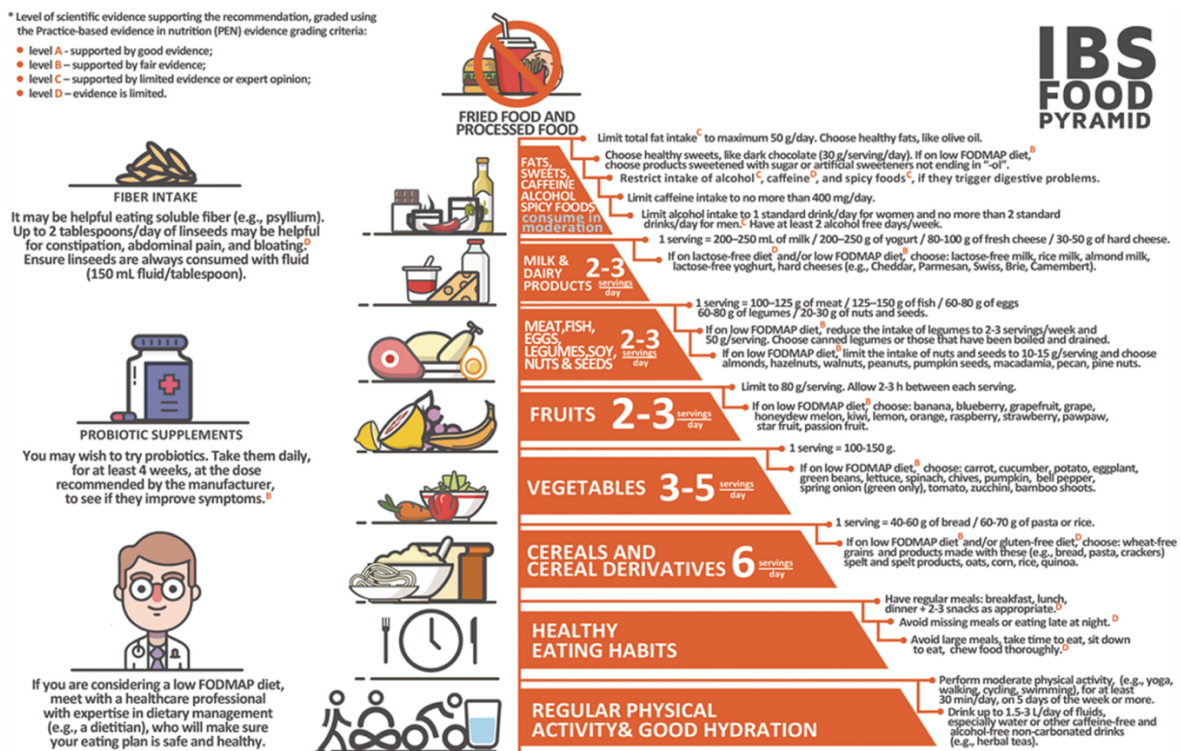 * Level of scientific evidence supporting the recommendation, graded using
the Practice-based evidence in nutrition (PEN) evidence grading criteria:
level A - supported by good evidence;
level B – supported by fair evidence;
level C – supported by limited evidence or expert opinion;
level D – evidence is limited.
IBS
FOOD
PYRAMID
FRIED FOOD AND
PROCESSED FOOD
FIBER INTAKE
It may be helpful eating soluble fiber (e.g., psyllium).
Up to 2 tablespoons/day of linseeds may be helpful
for constipation, abdominal pain, and bloating.D
Ensure linseeds are always consumed with fluid
(150 mL fluid/tablespoon).
PROBIOTIC SUPPLEMENTS
You may wish to try probiotics. Take them daily,
for at least 4 weeks, at the dose
recommended by the manufacturer,
to see if they improve symptoms.B
If you are considering a low FODMAP diet,
meet with a healthcare professional
with expertise in dietary management
(e.g., a dietitian), who will make sure
your eating plan is safe and healthy.
FATS,
SWEETS,
CAFFEINE
ALCOHOL
SPICY FOODS
consume in
moderation
Limit total fat intakeC to maximum 50 g/day. Choose healthy fats, like olive oil.
Choose healthy sweets, like dark chocolate (30 g/serving/day). If on low FODMAP diet,B
choose products sweetened with sugar or artificial sweeteners not ending in "-ol".
Restrict intake of alcoholC, caffeineD, and spicy foodsC, if they trigger digestive problems.
Limit caffeine intake to no more than 400 mg/day.
Limit alcohol intake to 1 standard drink/day for women and no more than 2 standard
drinks/day for men.C Have at least 2 alcohol free days/week.
MILK &
DAIRY
PRODUCTS
2-3
servings
day
1 serving = 200–250 mL of milk / 200–250 g of yogurt / 80-100 g of fresh cheese / 30-50 g of hard cheese.
If on lactose-free dietD and/or low FODMAP diet,B choose: lactose-free milk, rice milk, almond milk,
lactose-free yoghurt, hard cheeses (e.g., Cheddar, Parmesan, Swiss, Brie, Camembert).
MEAT,FISH,
EGGS,
LEGUMES,SOY,
NUTS & SEEDS
2-3
servings
day
1 serving = 100–125 g of meat / 125–150 g of fish / 60-80 g of eggs
60-80 g of legumes / 20-30 g of nuts and seeds.
If on low FODMAP diet,B reduce the intake of legumes to 2-3 servings/week and
50 g/serving. Choose canned legumes or those that have been boiled and drained.
If on low FODMAP diet,B limit the intake of nuts and seeds to 10-15 g/serving and choose
almonds, hazelnuts, walnuts, peanuts, pumpkin seeds, macadamia, pecan, pine nuts.
FRUITS
2-3
servings
day
Limit to 80 g/serving. Allow 2-3 h between each serving.
If on low FODMAP diet,B choose: banana, blueberry, grapefruit, grape,
honeydew melon, kiwi, lemon, orange, raspberry, strawberry, pawpaw,
star fruit, passion fruit.
VEGETABLES
3-5
servings
day
1 serving = 100-150 g.
If on low FODMAP diet,B choose: carrot, cucumber, potato, eggplant,
green beans, lettuce, spinach, chives, pumpkin, bell pepper,
spring onion (green only), tomato, zucchini, bamboo shoots.
CEREALS AND
CEREAL DERIVATIVES
6
servings
day
1 serving = 40-60 g of bread / 60-70 g of pasta or rice.
If on low FODMAP dietB and/or gluten-free diet,D choose: wheat-free
grains and products made with these (e.g., bread, pasta, crackers)
spelt and spelt products, oats, corn, rice, quinoa.
HEALTHY
EATING HABITS
Have regular meals: breakfast, lunch,
dinner + 2-3 snacks as appropriate.D
Avoid missing meals or eating late at night. D
Avoid large meals, take time to eat, sit down
to eat, chew food thoroughly.D
REGULAR PHYSICAL
ACTIVITY& GOOD HYDRATION
Perform moderate physical activity, (e.g., yoga,
walking, cycling, swimming), for at least
30 min/day, on 5 days of the week or more.
Drink up to 1.5-3 L/day of fluids,
especially water or other caffeine-free and
alcohol-free non-carbonated drinks
(e.g., herbal teas).